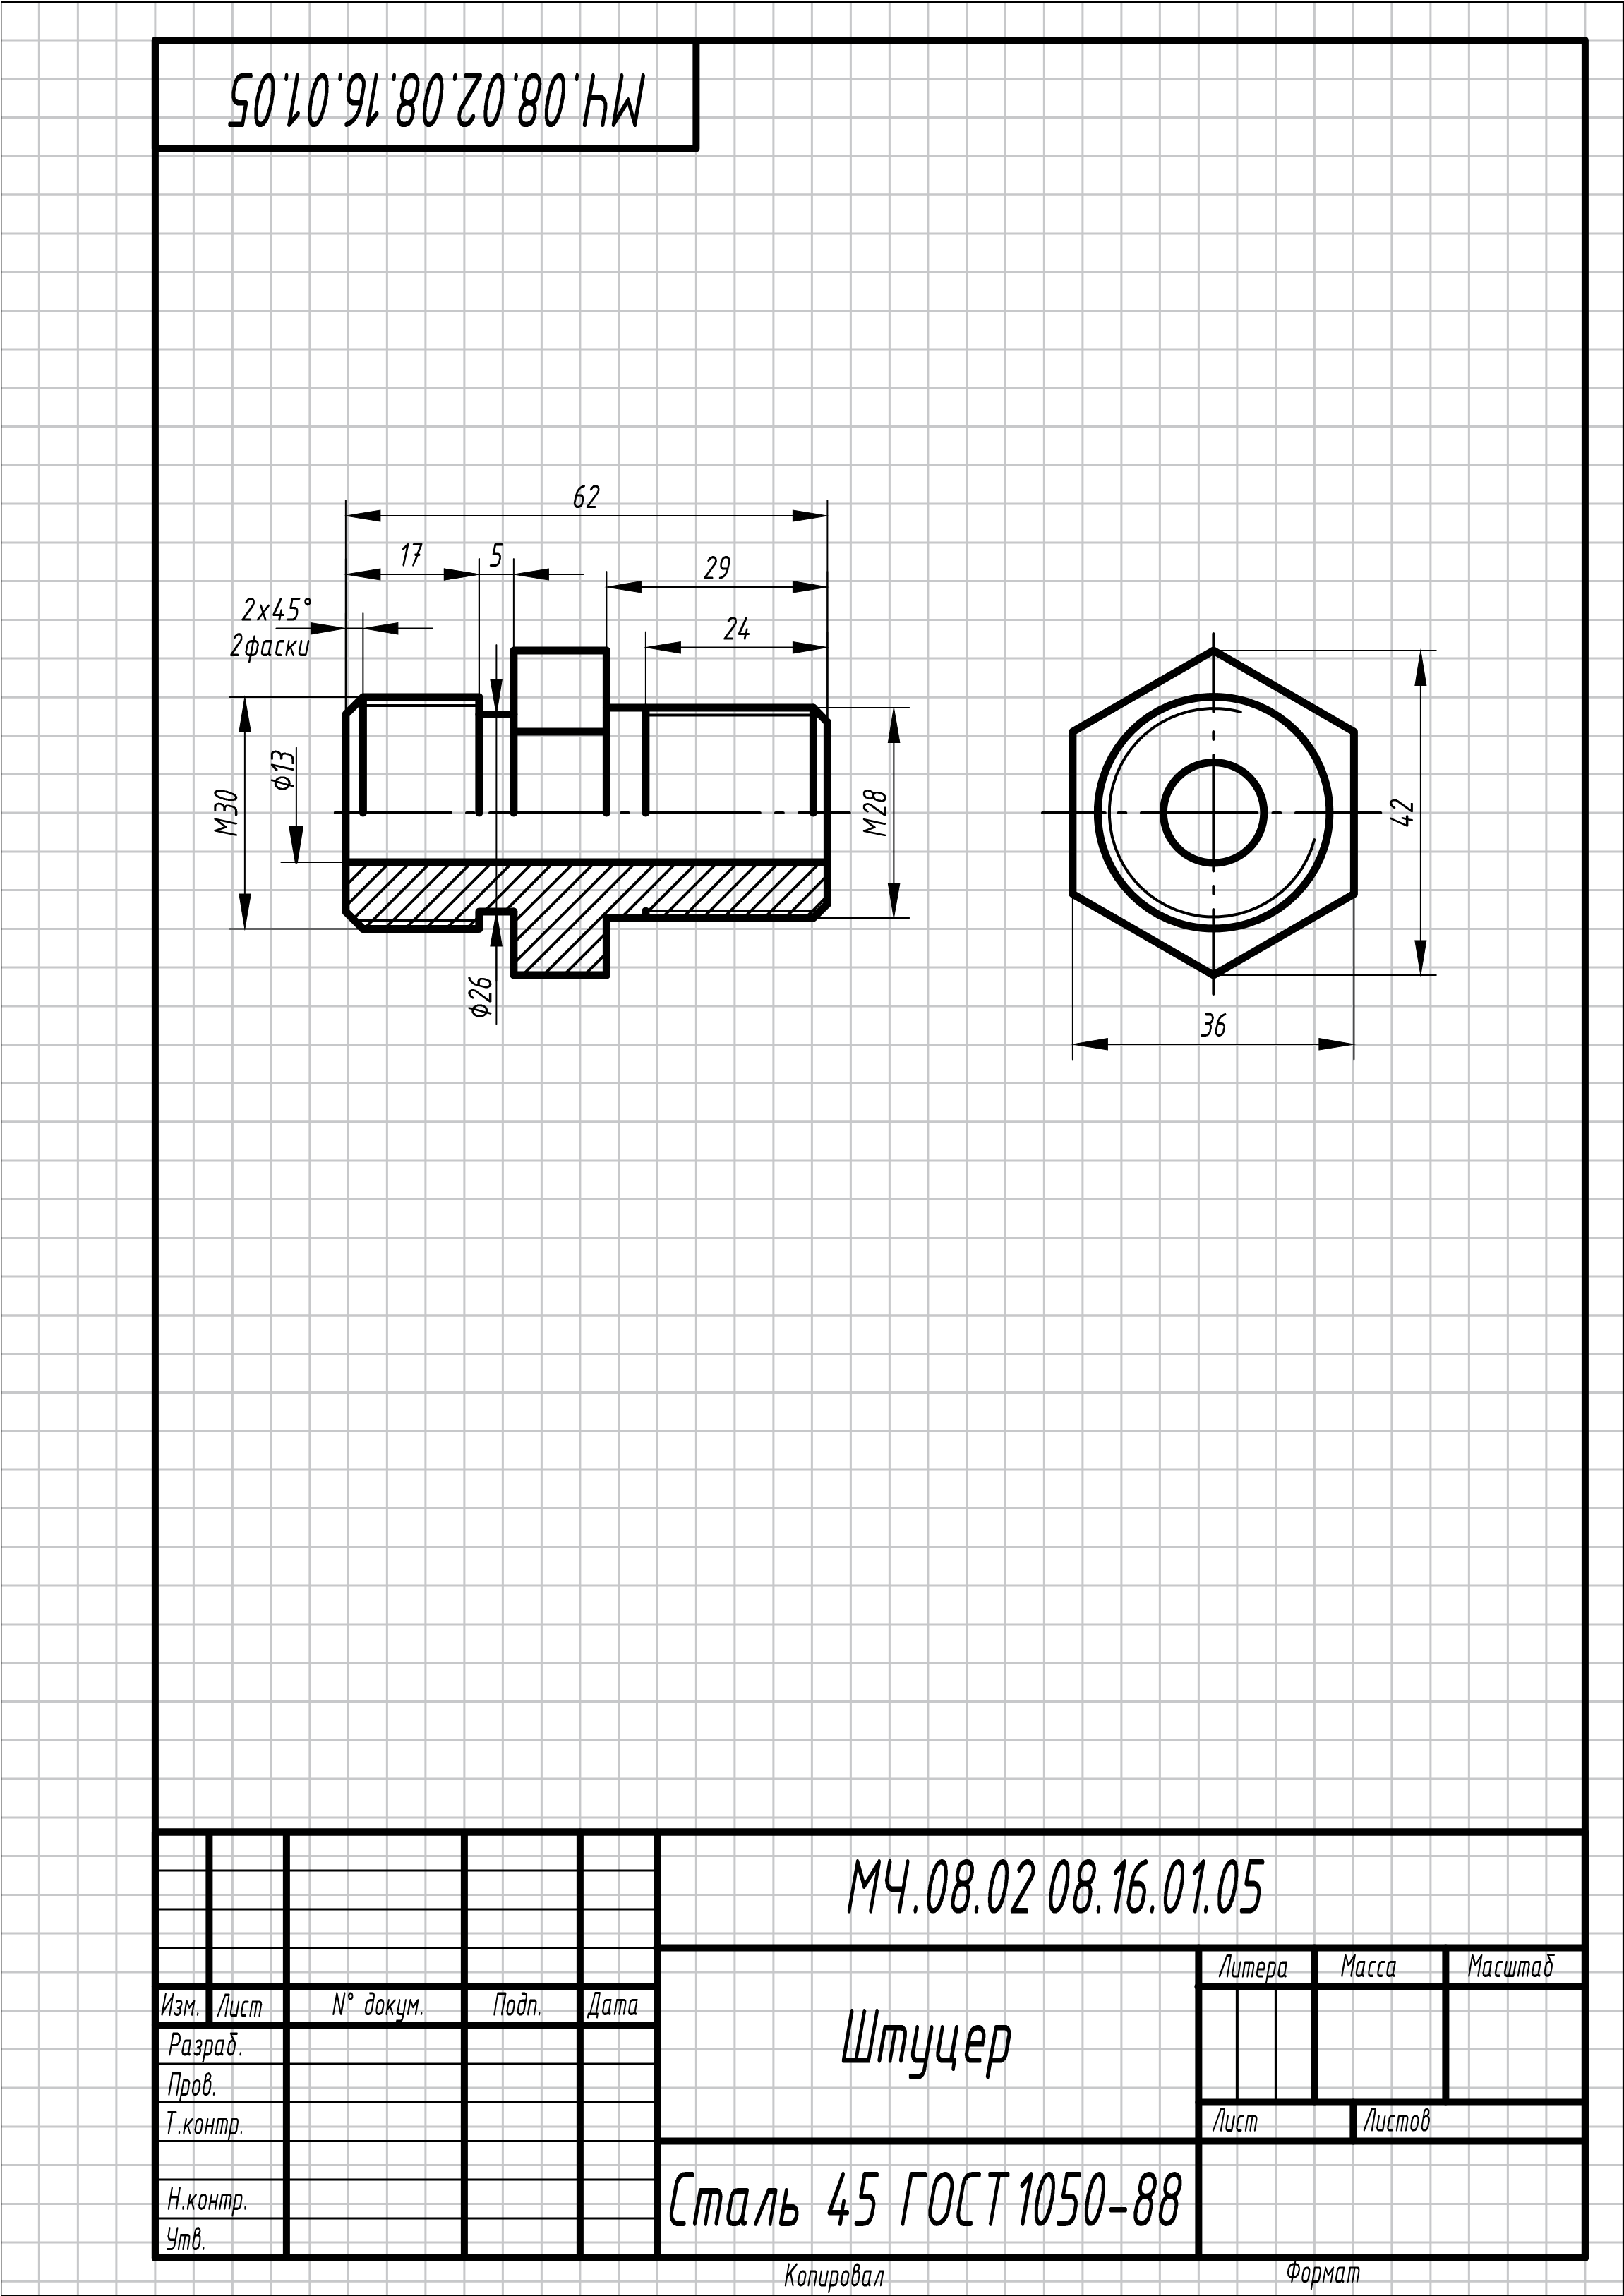 МЧ.08.02.08.16.01.05
62
17
5
29
2x45°
24
2фаски
М30
ф13
М28
42
ф26
36
МЧ.08.02 08.16.01.05
Литера Масса Масштаб
Изм. Лист N° докум. Подп. Дата
Разраб.
Штуцер
Пров.
Т.контр.
Лист Листов
Н.контр.
Сталь 45 ГОСТ 1050-88
Утв.
Копировал Формат